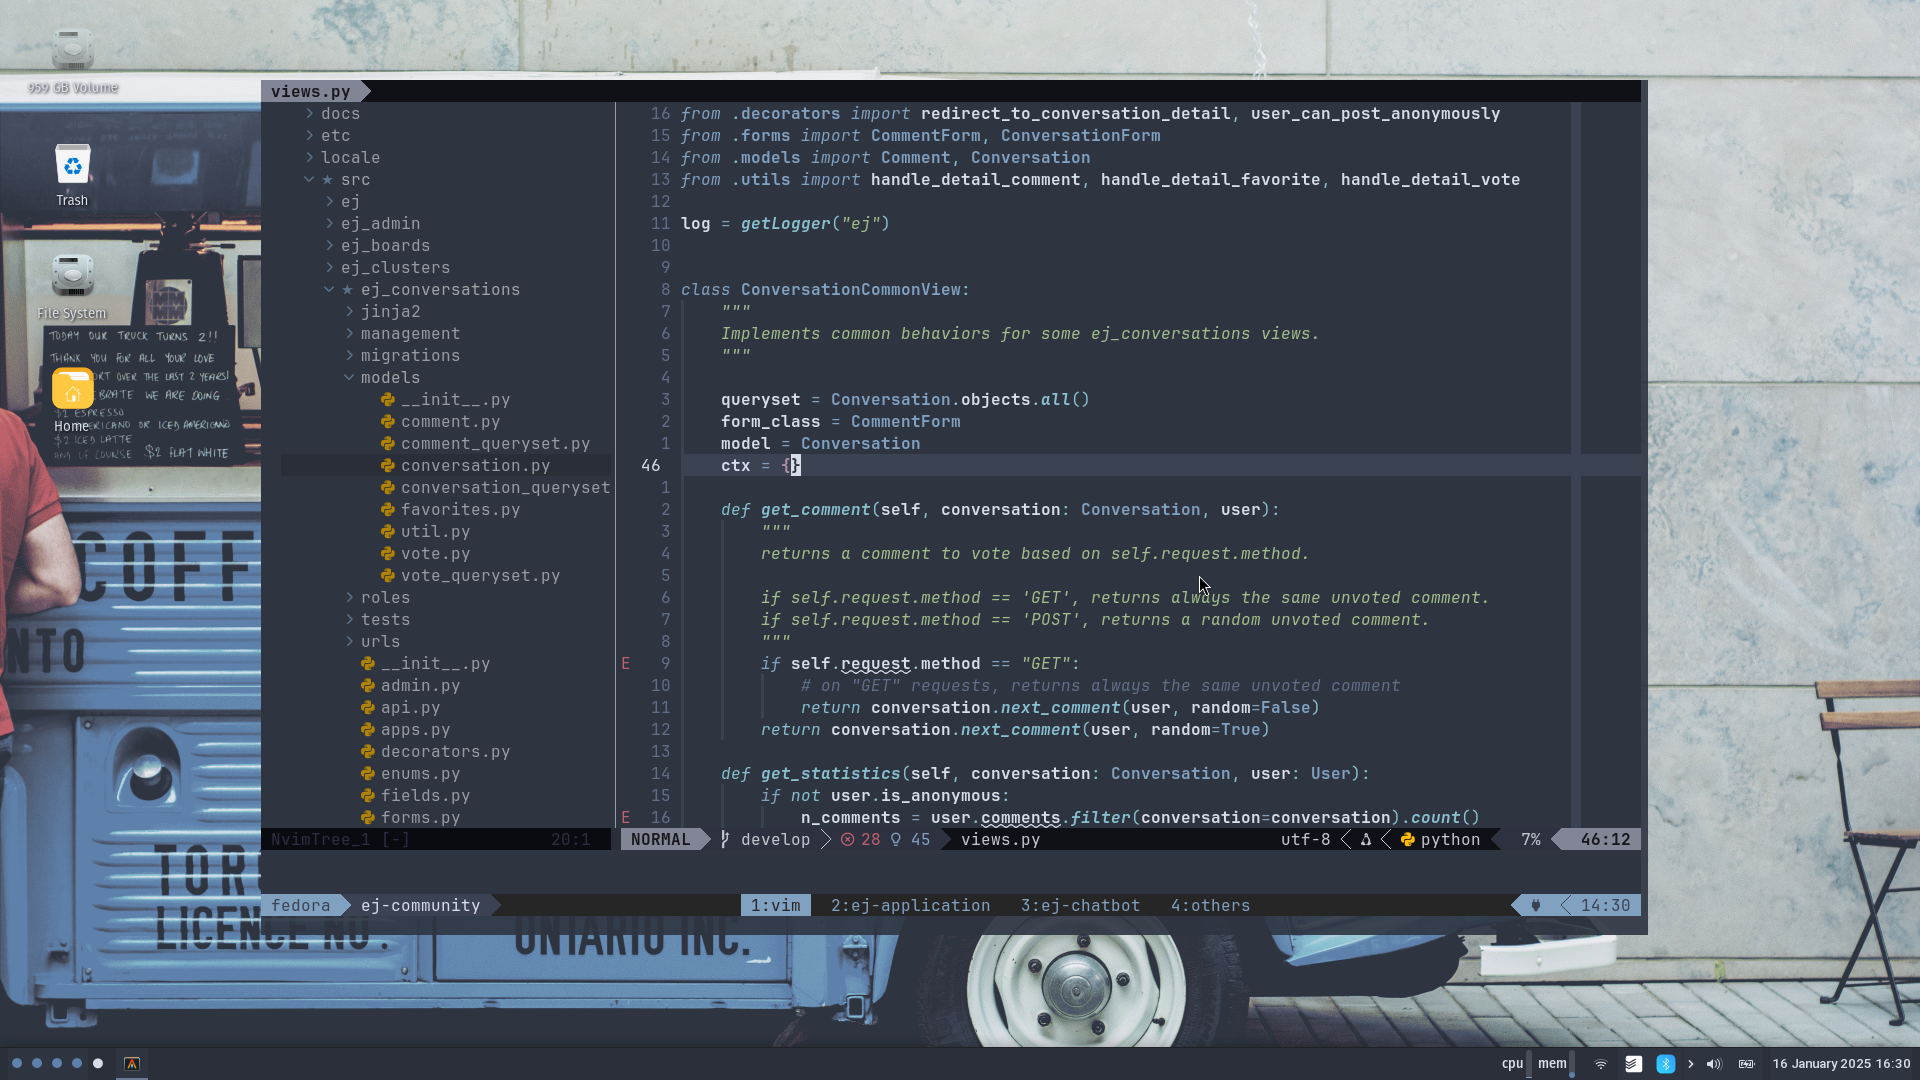 959 GB Volume
Trash
File System
TODAY OUR TRUCK TURNS 2!!
THANK YOU FOR ALL YOUR LOVE
ORT OVER THE LAST 2 YEARS!
BRATE WE ARE DOING
$1 ESPRESSO
Home
ERICANO OR ICED AMERICANO
$2 ICED LATTE
$2 FLAT WHITE
COFF
NTO
TOR
LICENCE NO.
ONTARIO INC.
views.py
docs
etc
locale
src
ej
ej_admin
ej_boards
ej_clusters
ej_conversations
jinja2
management
migrations
models
__init__.py
comment.py
comment_queryset.py
conversation.py
conversation_queryset
favorites.py
util.py
vote.py
vote_queryset.py
roles
tests
urls
__init__.py
admin.py
api.py
apps.py
decorators.py
enums.py
fields.py
forms.py
NvimTree_1 [-] 20:1
16 from .decorators import redirect_to_conversation_detail, user_can_post_anonymously
15 from .forms import CommentForm, ConversationForm
14 from .models import Comment, Conversation
13 from .utils import handle_detail_comment, handle_detail_favorite, handle_detail_vote
12
11 log = getLogger("ej")
10
9
8 class ConversationCommonView:
7 """
6 Implements common behaviors for some ej_conversations views.
5 """
4
3 queryset = Conversation.objects.all()
2 form_class = CommentForm
1 model = Conversation
46 ctx = {}
1
2 def get_comment(self, conversation: Conversation, user):
3 """
4 returns a comment to vote based on self.request.method.
5
6 if self.request.method == 'GET', returns always the same unvoted comment.
7 if self.request.method == 'POST', returns a random unvoted comment.
8 """
E 9 if self.request.method == "GET":
10 # on "GET" requests, returns always the same unvoted comment
11 return conversation.next_comment(user, random=False)
12 return conversation.next_comment(user, random=True)
13
14 def get_statistics(self, conversation: Conversation, user: User):
15 if not user.is_anonymous:
E 16 n_comments = user.comments.filter(conversation=conversation).count()
NORMAL develop 28 45 views.py utf-8 python 7% 46:12
fedora ej-community 1:vim 2:ej-application 3:ej-chatbot 4:others 14:30
cpu mem 16 January 2025 16:30